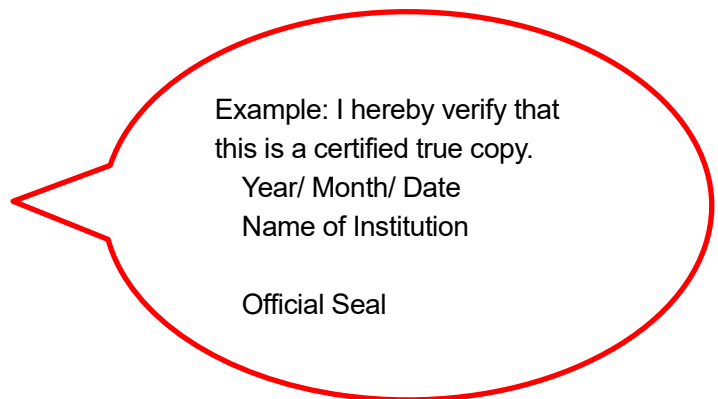 Example: I hereby verify that
this is a certified true copy.
Year/ Month/ Date
Name of Institution
Official Seal